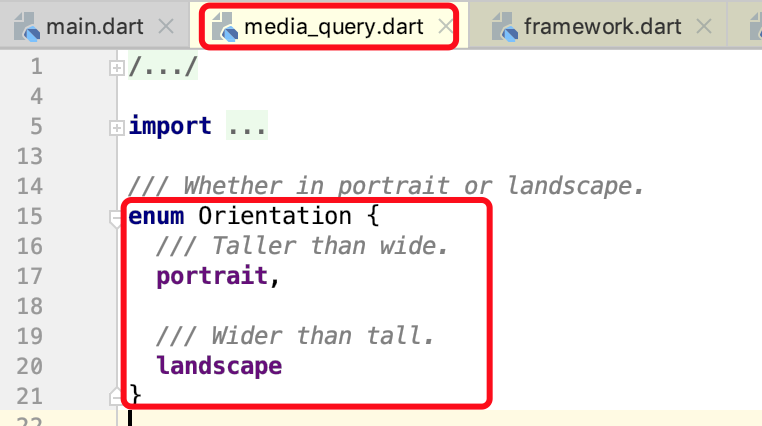 main.dart media_query.dart framework.dart
1 /.../
4
5 import ...
13
14 /// Whether in portrait or landscape.
15 enum Orientation {
16 /// Taller than wide.
17 portrait,
18
19 /// Wider than tall.
20 landscape
21 }
22